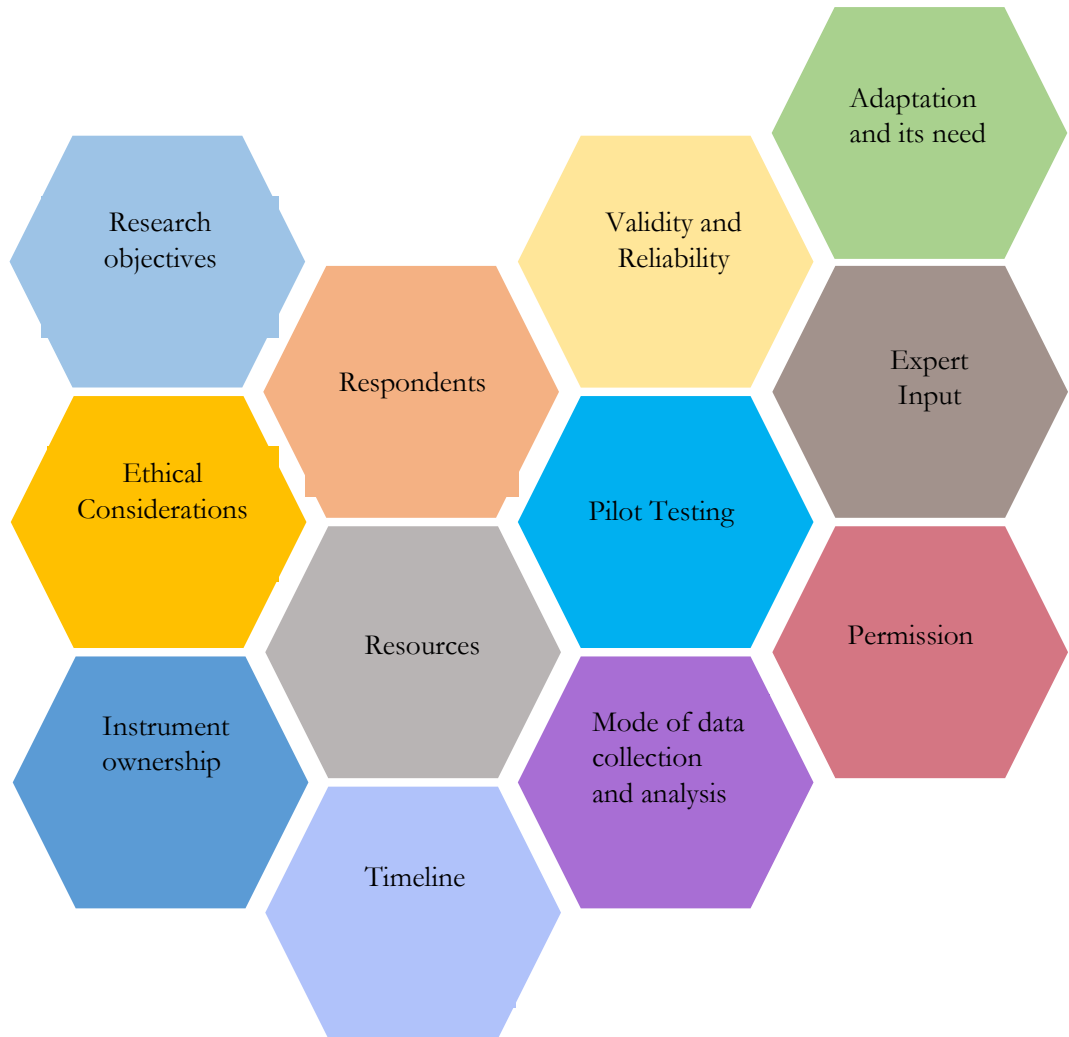 Adaptation
and its need
Research
objectives
Validity and
Reliability
Respondents
Expert
Input
Ethical
Considerations
Pilot Testing
Resources
Permission
Instrument
ownership
Mode of data
collection
and analysis
Timeline